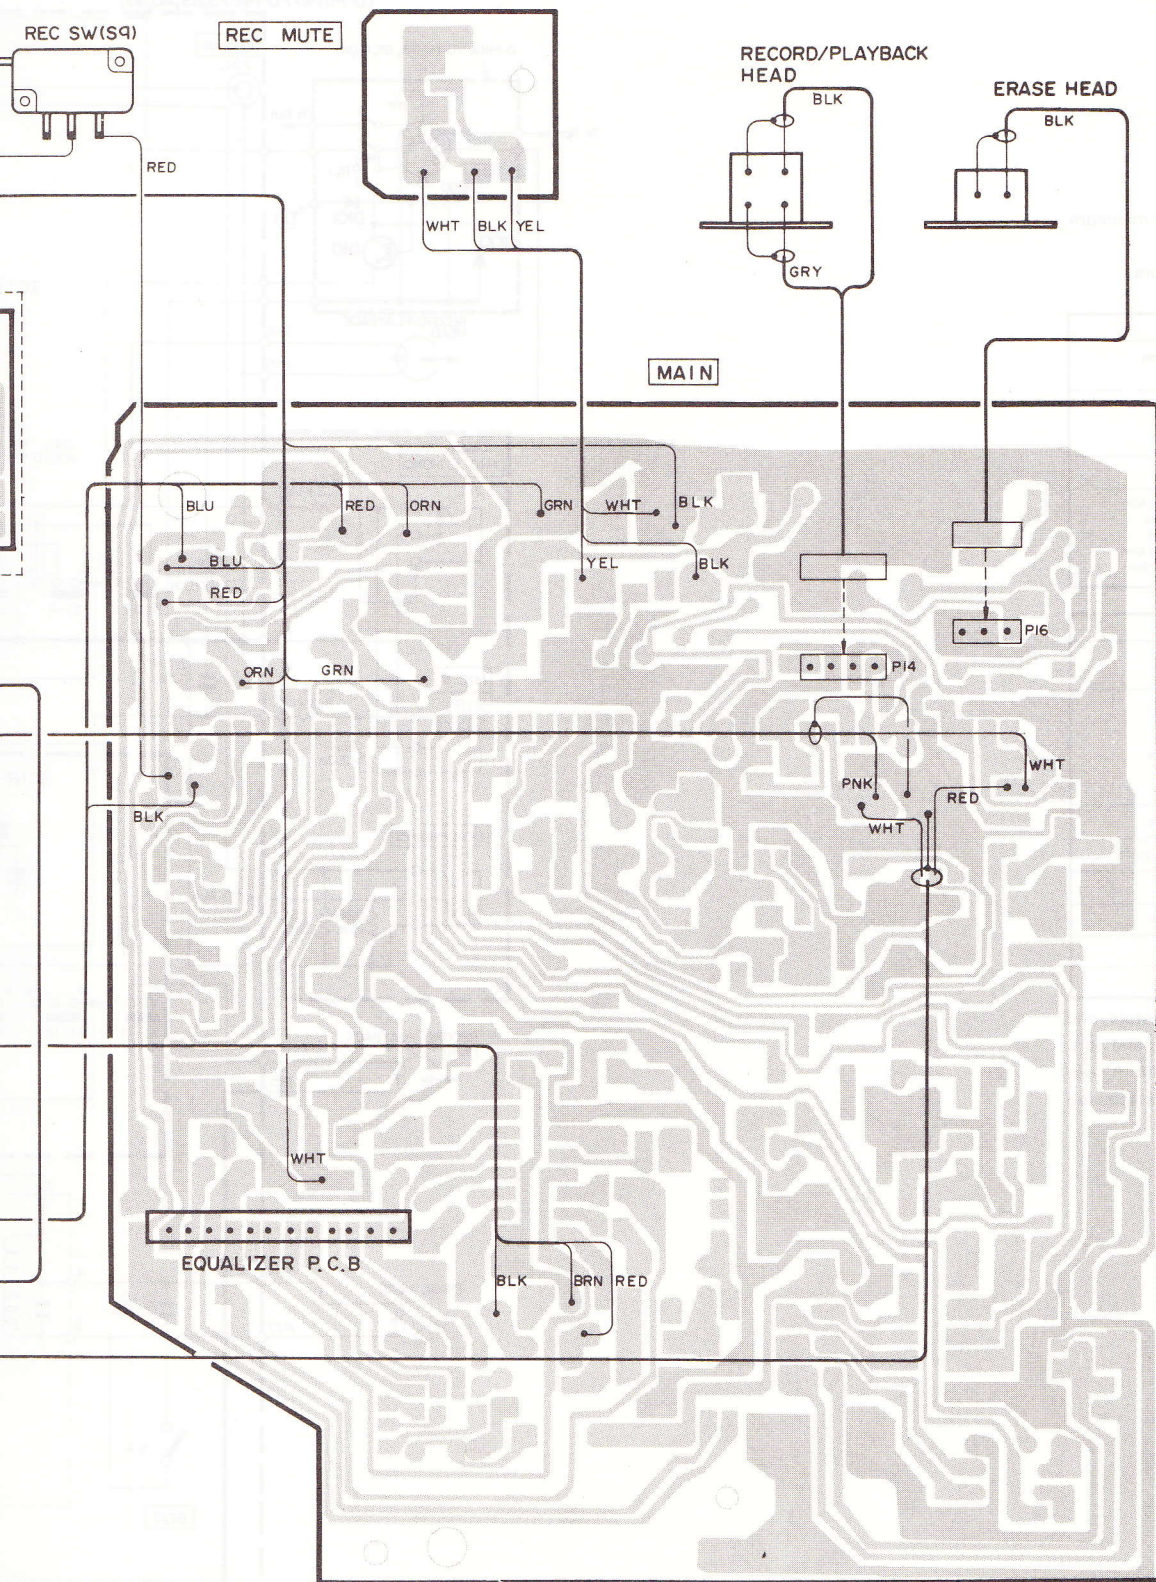 REC SW(S9)
REC MUTE
RECORD/PLAYBACK
HEAD
ERASE HEAD
BLK
BLK
RED
WHT
BLK
YEL
GRY
MAIN
BLU
RED
ORN
GRN
WHT
BLK
BLU
YEL
BLK
RED
P16
ORN
GRN
P14
WHT
PNK
RED
BLK
WHT
WHT
EQUALIZER P.C.B
BLK
BRN
RED